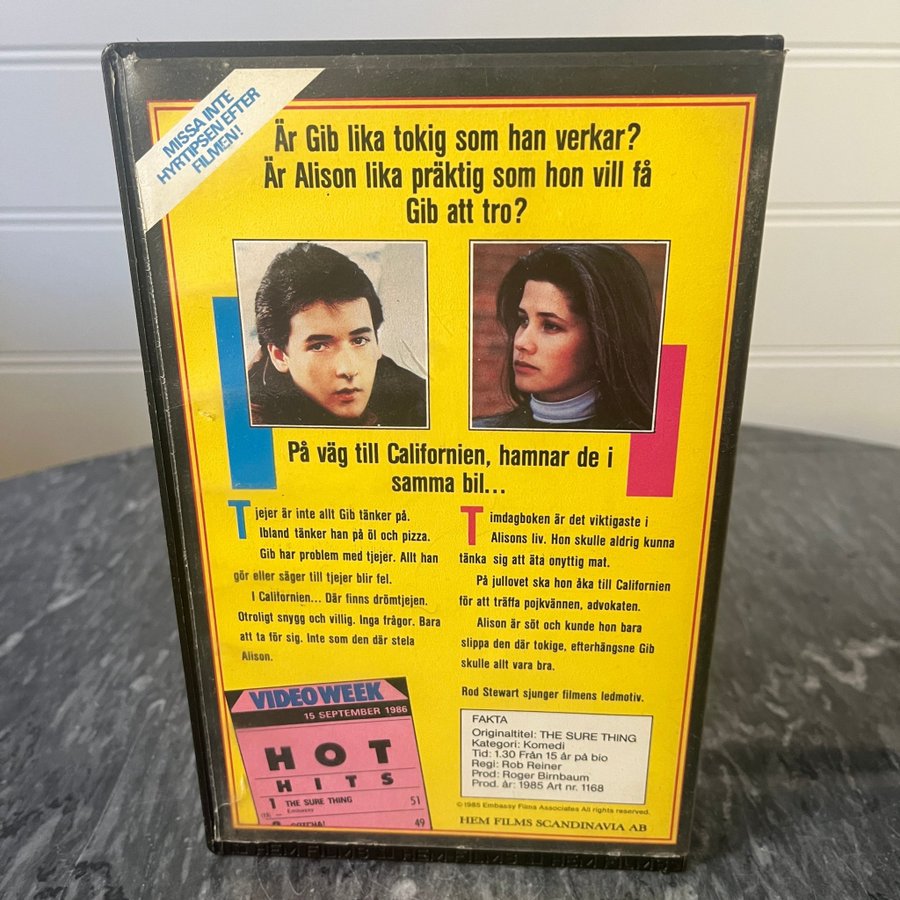 MISSA INTE
HYRTIPSEN EFTER
FILMEN!
Är Gib lika tokig som han verkar?
Är Alison lika präktig som hon vill få
Gib att tro?
På väg till Californien, hamnar de i
samma bil...
Tjejer är inte allt Gib tänker på.
Ibland tänker han på öl och pizza.
Gib har problem med tjejer. Allt han
gör eller säger till tjejer blir fel.
I Californien... Där finns drömtjejen.
Otroligt snygg och villig. Inga frågor. Bara
att ta för sig. Inte som den där stela
Alison.
Timdagboken är det viktigaste i
Alisons liv. Hon skulle aldrig kunna
tänka sig att äta onyttig mat.
På jullovet ska hon åka till Californien
för att träffa pojkvännen, advokaten.
Alison är söt och kunde hon bara
slippa den där tokige, efterhängsne Gib
skulle allt vara bra.
Rod Stewart sjunger filmens ledmotiv.
VIDEO WEEK
15 SEPTEMBER 1986
HOT
HITS
1 THE SURE THING 51
Embassy
GOTCHA! 49
FAKTA
Originaltitel: THE SURE THING
Kategori: Komedi
Tid: 1.30 Från 15 år på bio
Regi: Rob Reiner
Prod: Roger Birnbaum
Prod. år: 1985 Art nr. 1168
©1985 Embassy Films Associates All rights reserved.
HEM FILMS SCANDINAVIA AB